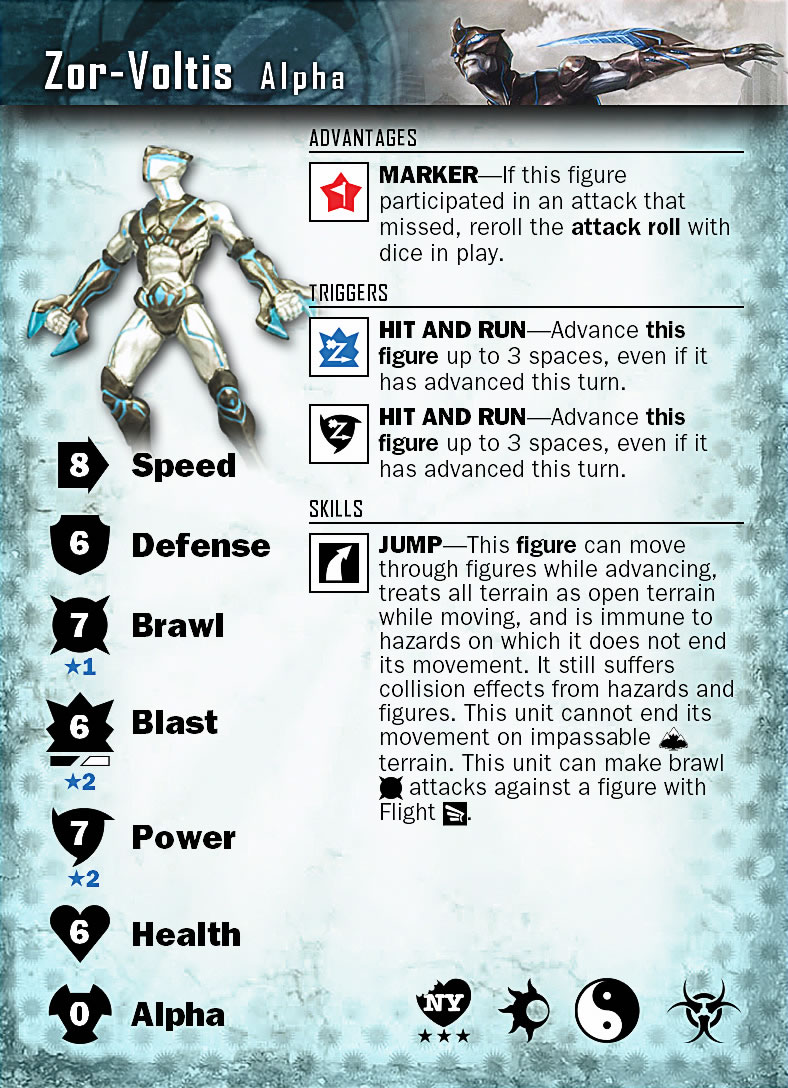 Zor-Voltis Alpha
ADVANTAGES
MARKER—If this figure
participated in an attack that
missed, reroll the attack roll with
dice in play.
TRIGGERS
Z
HIT AND RUN—Advance this
figure up to 3 spaces, even if it
has advanced this turn.
Z
HIT AND RUN—Advance this
figure up to 3 spaces, even if it
has advanced this turn.
SKILLS
JUMP—This figure can move
through figures while advancing,
treats all terrain as open terrain
while moving, and is immune to
hazards on which it does not end
its movement. It still suffers
collision effects from hazards and
figures. This unit cannot end its
movement on impassable
terrain. This unit can make brawl
attacks against a figure with
Flight .
8 Speed
6 Defense
7 Brawl
★1
6 Blast
★2
7 Power
★2
6 Health
0 Alpha
NY
★★★